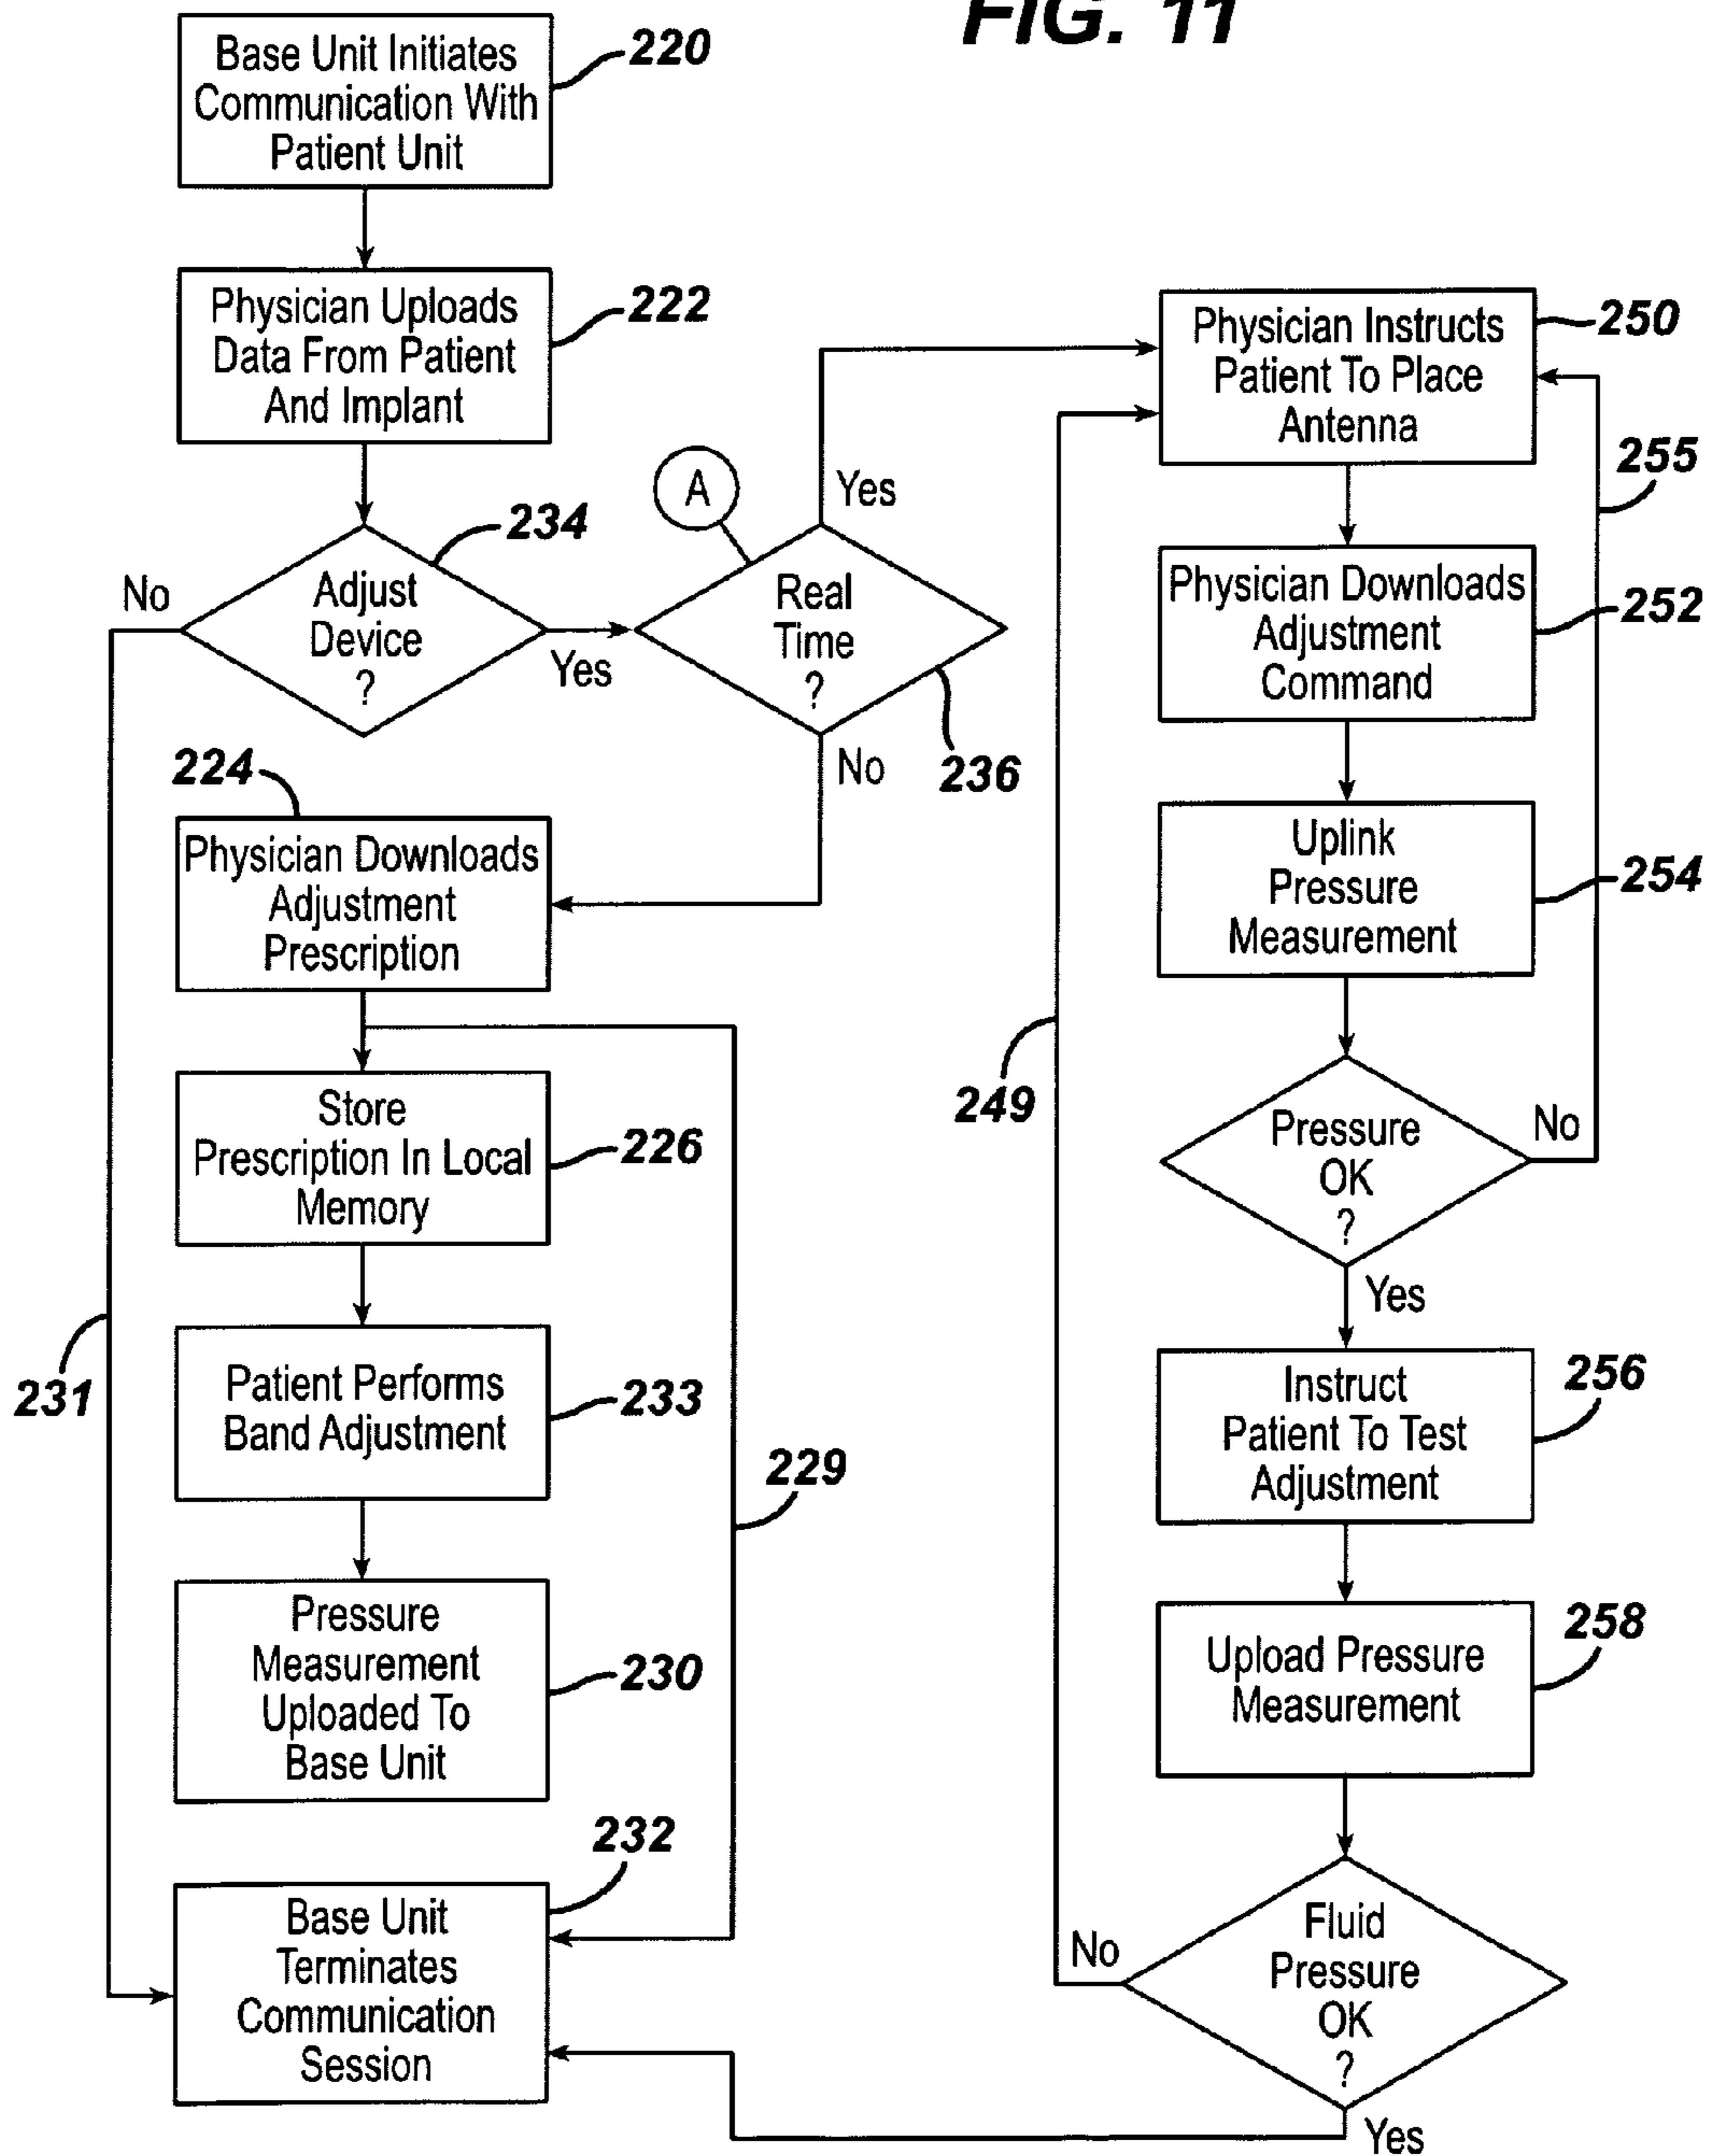 FIG. 11
Base Unit Initiates
Communication With
Patient Unit
220
Physician Uploads
Data From Patient
And Implant
222
Adjust
Device
?
234
No
Yes
A
Real
Time
?
236
Yes
No
224
Physician Downloads
Adjustment
Prescription
Store
Prescription In Local
Memory
226
Patient Performs
Band Adjustment
233
229
231
Pressure
Measurement
Uploaded To
Base Unit
230
232
Base Unit
Terminates
Communication
Session
Physician Instructs
Patient To Place
Antenna
250
255
Physician Downloads
Adjustment
Command
252
Uplink
Pressure
Measurement
254
249
Pressure
OK
?
No
Yes
Instruct
Patient To Test
Adjustment
256
Upload Pressure
Measurement
258
Fluid
Pressure
OK
?
No
Yes